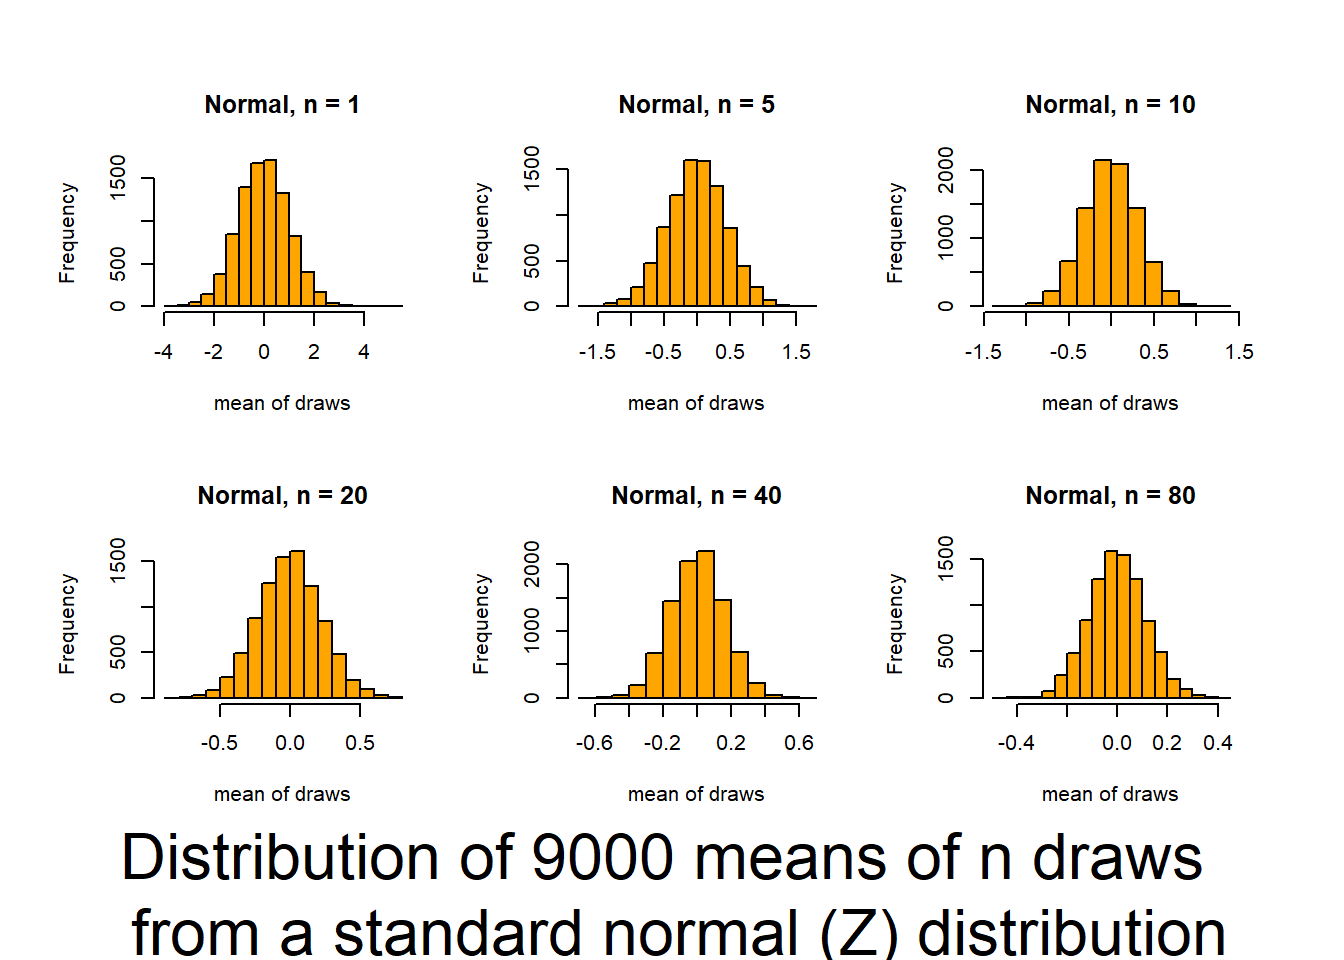 Normal, n = 1
Frequency
0 500 1500
-4 -2 0 2 4
mean of draws
Normal, n = 5
Frequency
0 500 1500
-1.5 -0.5 0.5 1.5
mean of draws
Normal, n = 10
Frequency
0 1000 2000
-1.5 -0.5 0.5 1.5
mean of draws
Normal, n = 20
Frequency
0 500 1500
-0.5 0.0 0.5
mean of draws
Normal, n = 40
Frequency
0 1000 2000
-0.6 -0.2 0.2 0.6
mean of draws
Normal, n = 80
Frequency
0 500 1500
-0.4 0.0 0.2 0.4
mean of draws
Distribution of 9000 means of n draws
from a standard normal (Z) distribution